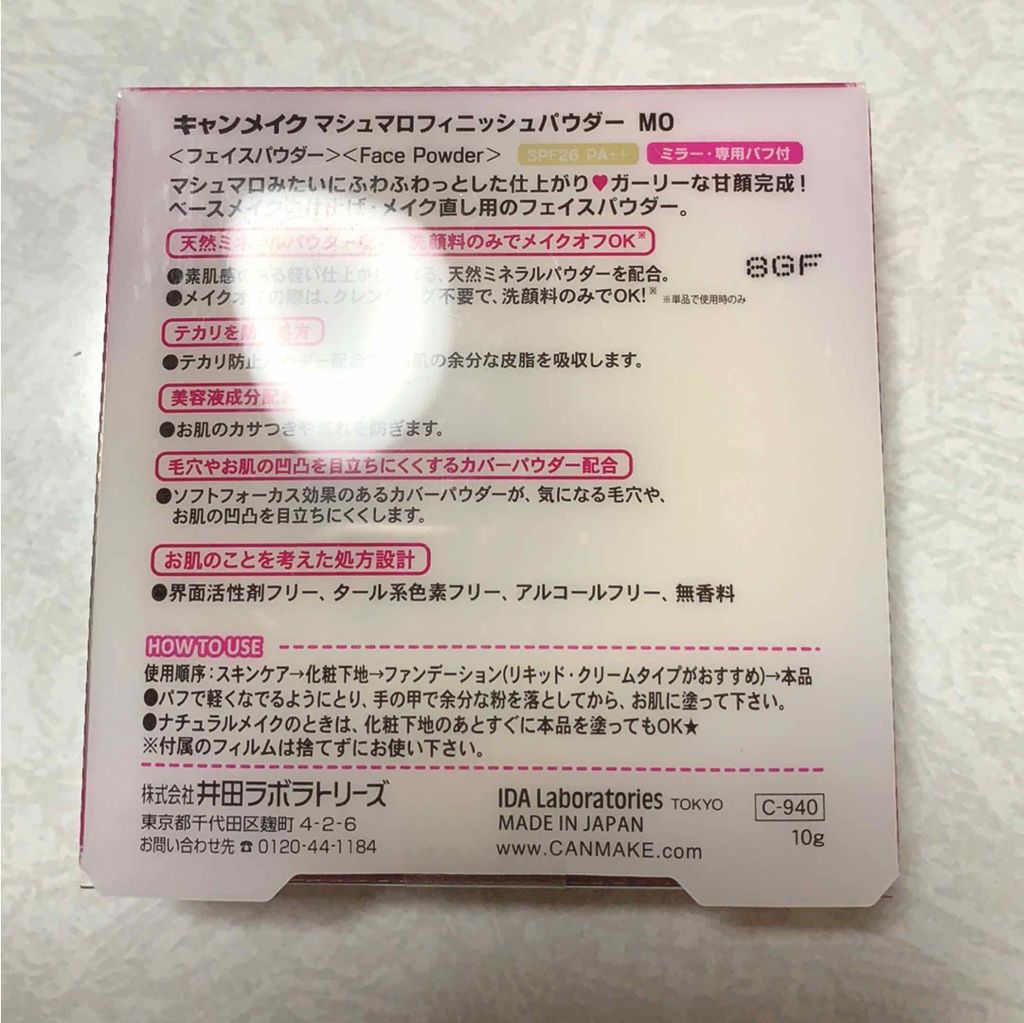 キャンメイク マシュマロフィニッシュパウダー MO
＜フェイスパウダー＞＜Face Powder＞ SPF26 PA++ ミラー・専用パフ付
マシュマロみたいにふわふわっとした仕上がり♥ガーリーな甘顔完成！
ベースメイクの仕上げ・メイク直し用のフェイスパウダー。
天然ミネラルパウダー 洗顔料のみでメイクオフOK※
8GF
●素肌感のある軽い仕上がり る、天然ミネラルパウダーを配合。
●メイクオフの際は、クレンジング不要で、洗顔料のみでOK!※ ※単品で使用時のみ
テカリを防 処方
●テカリ防止パウダー配合 肌の余分な皮脂を吸収します。
美容液成分配合
●お肌のカサつきや荒れを防ぎます。
毛穴やお肌の凹凸を目立ちにくくするカバーパウダー配合
●ソフトフォーカス効果のあるカバーパウダーが、気になる毛穴や、
お肌の凹凸を目立ちにくくします。
お肌のことを考えた処方設計
●界面活性剤フリー、タール系色素フリー、アルコールフリー、無香料
HOW TO USE
使用順序：スキンケア→化粧下地→ファンデーション(リキッド・クリームタイプがおすすめ)→本品
●パフで軽くなでるようにとり、手の甲で余分な粉を落としてから、お肌に塗って下さい。
●ナチュラルメイクのときは、化粧下地のあとすぐに本品を塗ってもOK★
※付属のフィルムは捨てずにお使い下さい。
株式会社 井田ラボラトリーズ
東京都千代田区麹町 4-2-6
お問い合わせ先 ☎ 0120-44-1184
IDA Laboratories TOKYO
MADE IN JAPAN
www.CANMAKE.com
C-940
10g